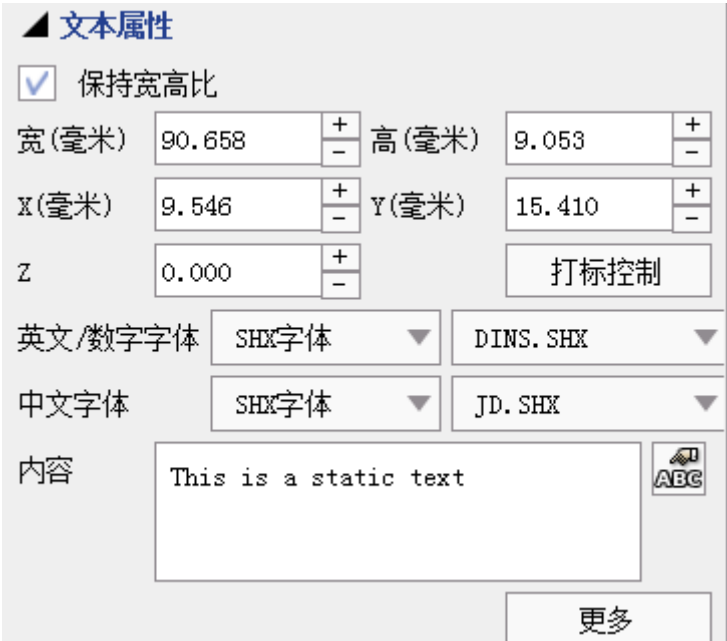 文本属性
保持宽高比
宽(毫米) 90.658 + - 高(毫米) 9.053 + -
X(毫米) 9.546 + - Y(毫米) 15.410 + -
Z 0.000 + - 打标控制
英文/数字字体 SHX字体 DINS.SHX
中文字体 SHX字体 JD.SHX
内容 This is a static text ABC
更多